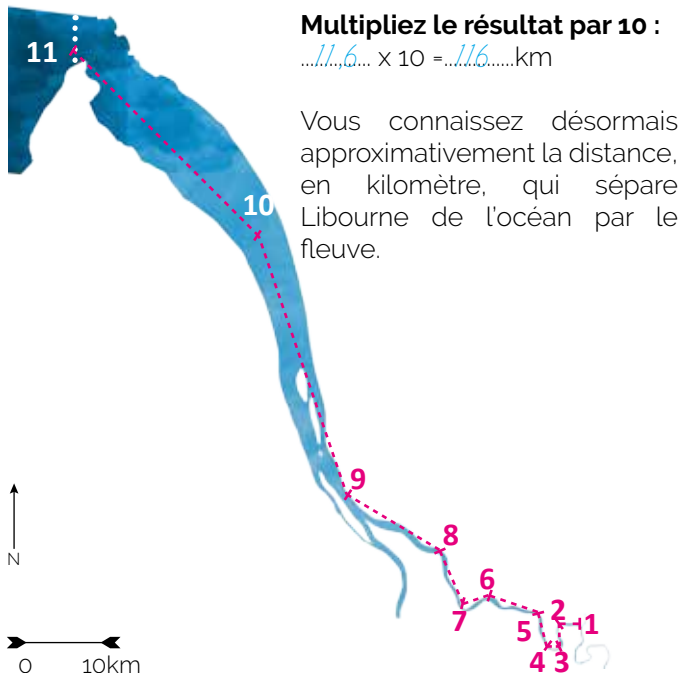 Multipliez le résultat par 10 :
...11,6... x 10 =...116......km
Vous connaissez désormais
approximativement la distance,
en kilomètre, qui sépare
Libourne de l'océan par le
fleuve.
11
10
9
8
6
7
2
1
5
4
3
N
0 10km